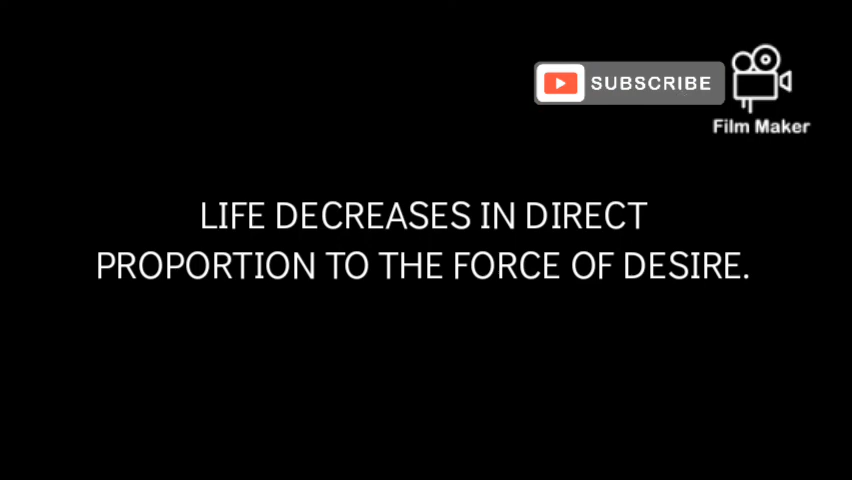 SUBSCRIBE
Film Maker
LIFE DECREASES IN DIRECT
PROPORTION TO THE FORCE OF DESIRE.